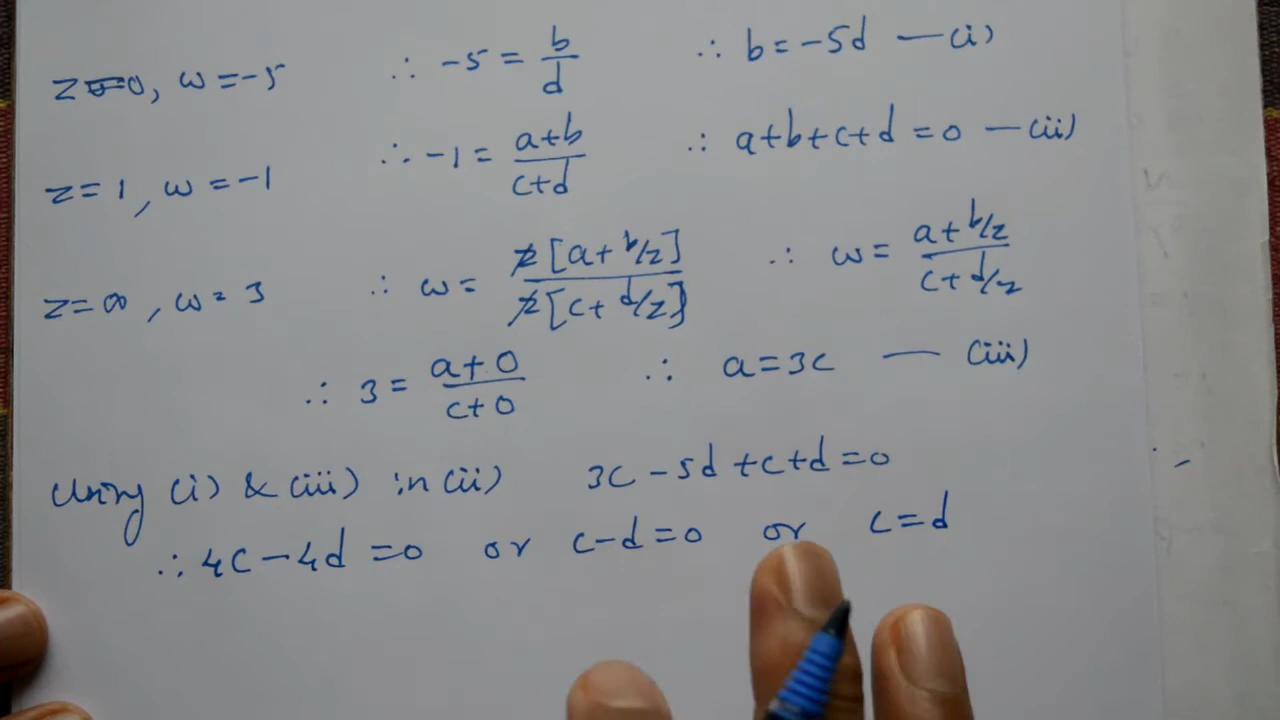 z=0, w=-5 ∴ -5 = b/d ∴ b=-5d —(i)
z=1, w=-1 ∴ -1 = a+b/c+d ∴ a+b+c+d=0 —(ii)
z=∞, w=3 ∴ w= z[a+b/z]/z[c+d/z] ∴ w= a+b/z/c+d/z
∴ 3 = a+0/c+0 ∴ a=3c — (iii)
Using (i) & (iii) in (ii) 3c-5d+c+d=0
∴ 4c-4d=0 or c-d=0 or c=d